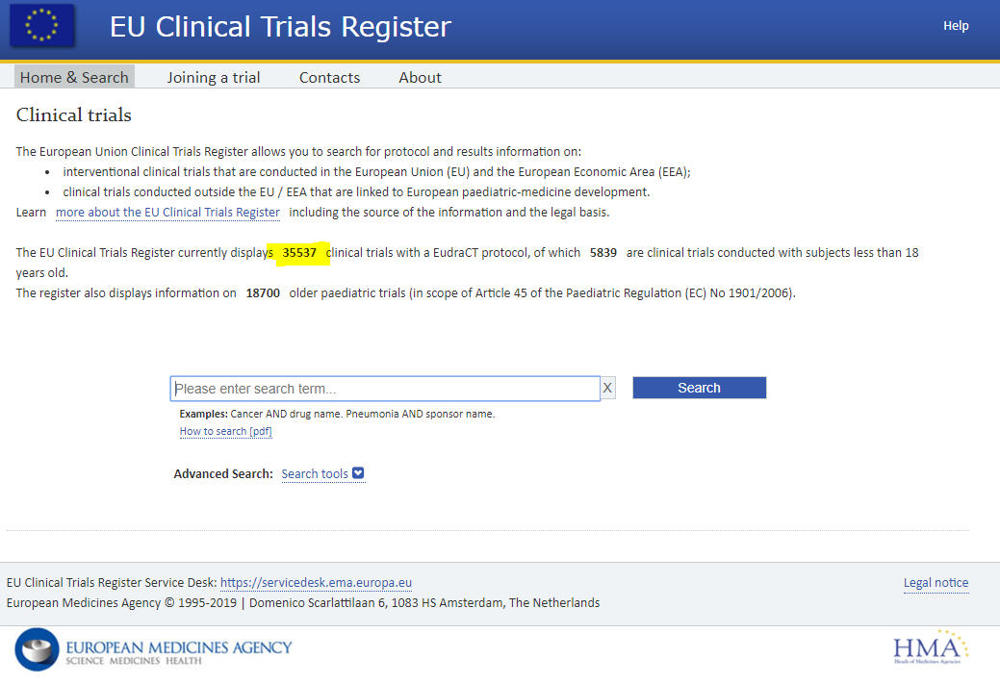 EU Clinical Trials Register
Help
Home & Search
Joining a trial
Contacts
About
Clinical trials
The European Union Clinical Trials Register allows you to search for protocol and results information on:
• interventional clinical trials that are conducted in the European Union (EU) and the European Economic Area (EEA);
• clinical trials conducted outside the EU / EEA that are linked to European paediatric-medicine development.
Learn more about the EU Clinical Trials Register including the source of the information and the legal basis.
The EU Clinical Trials Register currently displays 35537 clinical trials with a EudraCT protocol, of which 5839 are clinical trials conducted with subjects less than 18
years old.
The register also displays information on 18700 older paediatric trials (in scope of Article 45 of the Paediatric Regulation (EC) No 1901/2006).
Please enter search term...
X
Search
Examples: Cancer AND drug name. Pneumonia AND sponsor name.
How to search [pdf]
Advanced Search: Search tools
EU Clinical Trials Register Service Desk: https://servicedesk.ema.europa.eu
Legal notice
European Medicines Agency © 1995-2019 | Domenico Scarlattilaan 6, 1083 HS Amsterdam, The Netherlands
EUROPEAN MEDICINES AGENCY
SCIENCE MEDICINES HEALTH
HMA
Heads of Medicines Agencies